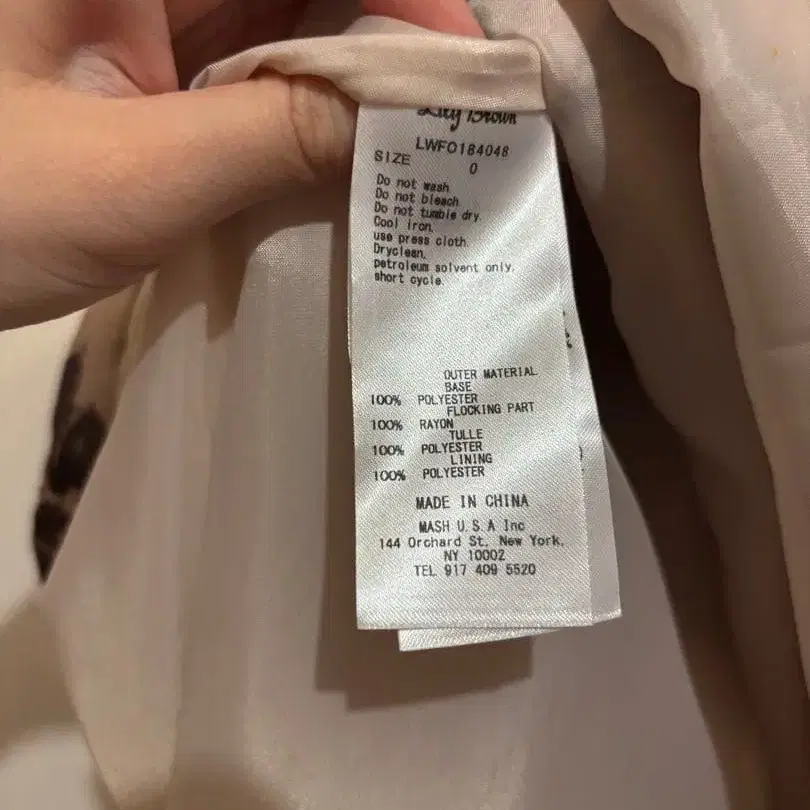 Lily Brown
LWFO184048
SIZE 0
Do not wash
Do not bleach
Do not tumble dry.
Cool iron.
use press cloth.
Dryclean.
petroleum solvent only.
short cycle.
OUTER MATERIAL
BASE
100% POLYESTER
FLOCKING PART
100% RAYON
TULLE
100% POLYESTER
LINING
100% POLYESTER
MADE IN CHINA
MASH U.S.A Inc
144 Orchard St. New York.
NY 10002
TEL 917 409 5520